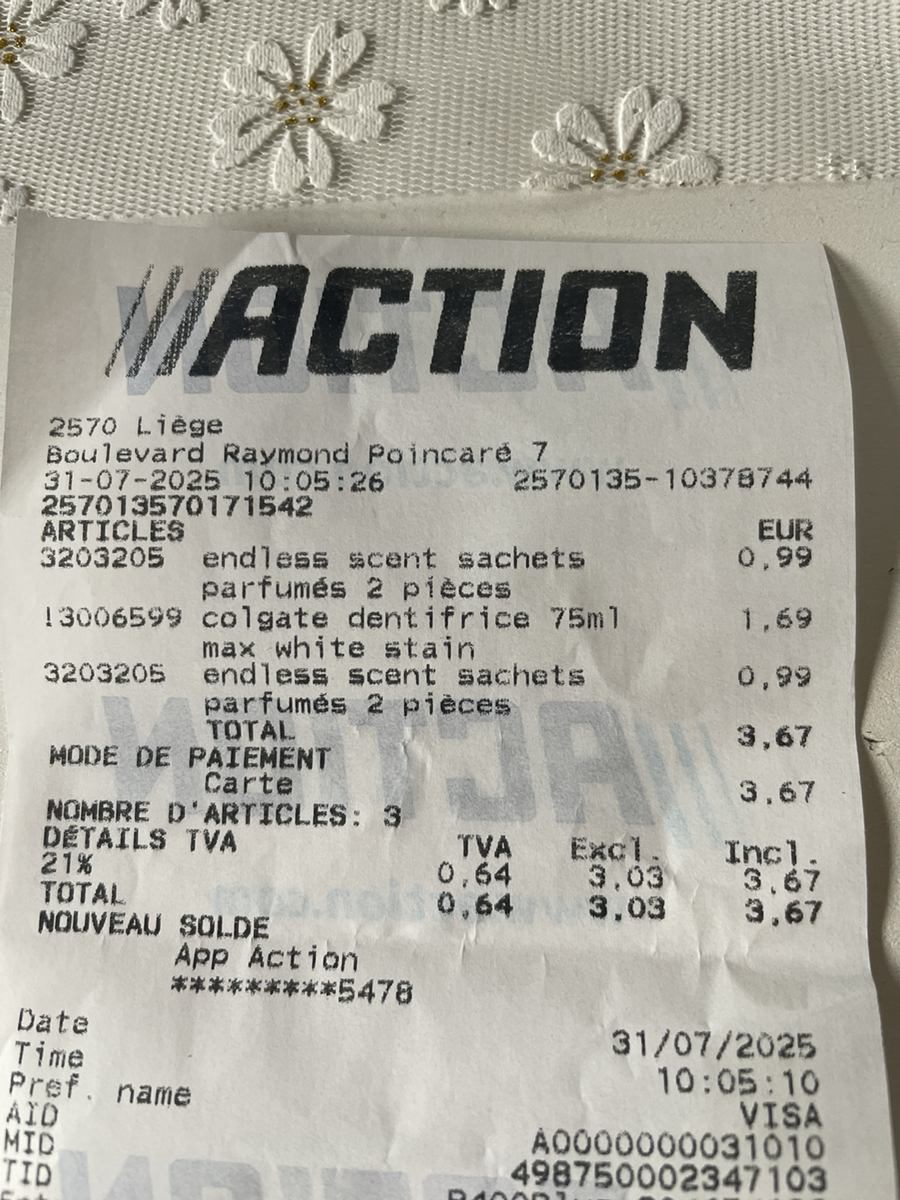 ACTION
2570 Liège
Boulevard Raymond Poincaré 7
31-07-2025 10:05:26 2570135-10378744
257013570171542
ARTICLES EUR
3203205 endless scent sachets 0,99
parfumés 2 pièces
!3006599 colgate dentifrice 75ml 1,69
max white stain
3203205 endless scent sachets 0,99
parfumés 2 pièces
TOTAL 3,67
MODE DE PAIEMENT
Carte 3,67
NOMBRE D'ARTICLES: 3
DÉTAILS TVA TVA Excl. Incl.
21% 0,64 3,03 3,67
TOTAL 0,64 3,03 3,67
NOUVEAU SOLDE
App Action
*********5478
Date 31/07/2025
Time 10:05:10
Pref. name VISA
AID A0000000031010
MID 498750002347103
TID